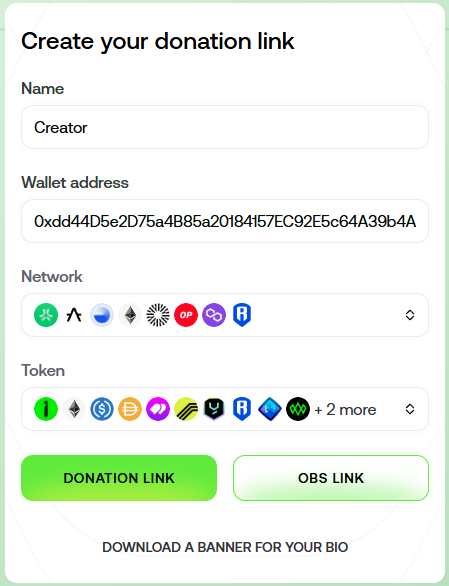 Create your donation link
Name
Creator
Wallet address
0xdd44D5e2D75a4B85a20184157EC92E5c64A39b4A
Network
OP
Token
+ 2 more
DONATION LINK
OBS LINK
DOWNLOAD A BANNER FOR YOUR BIO